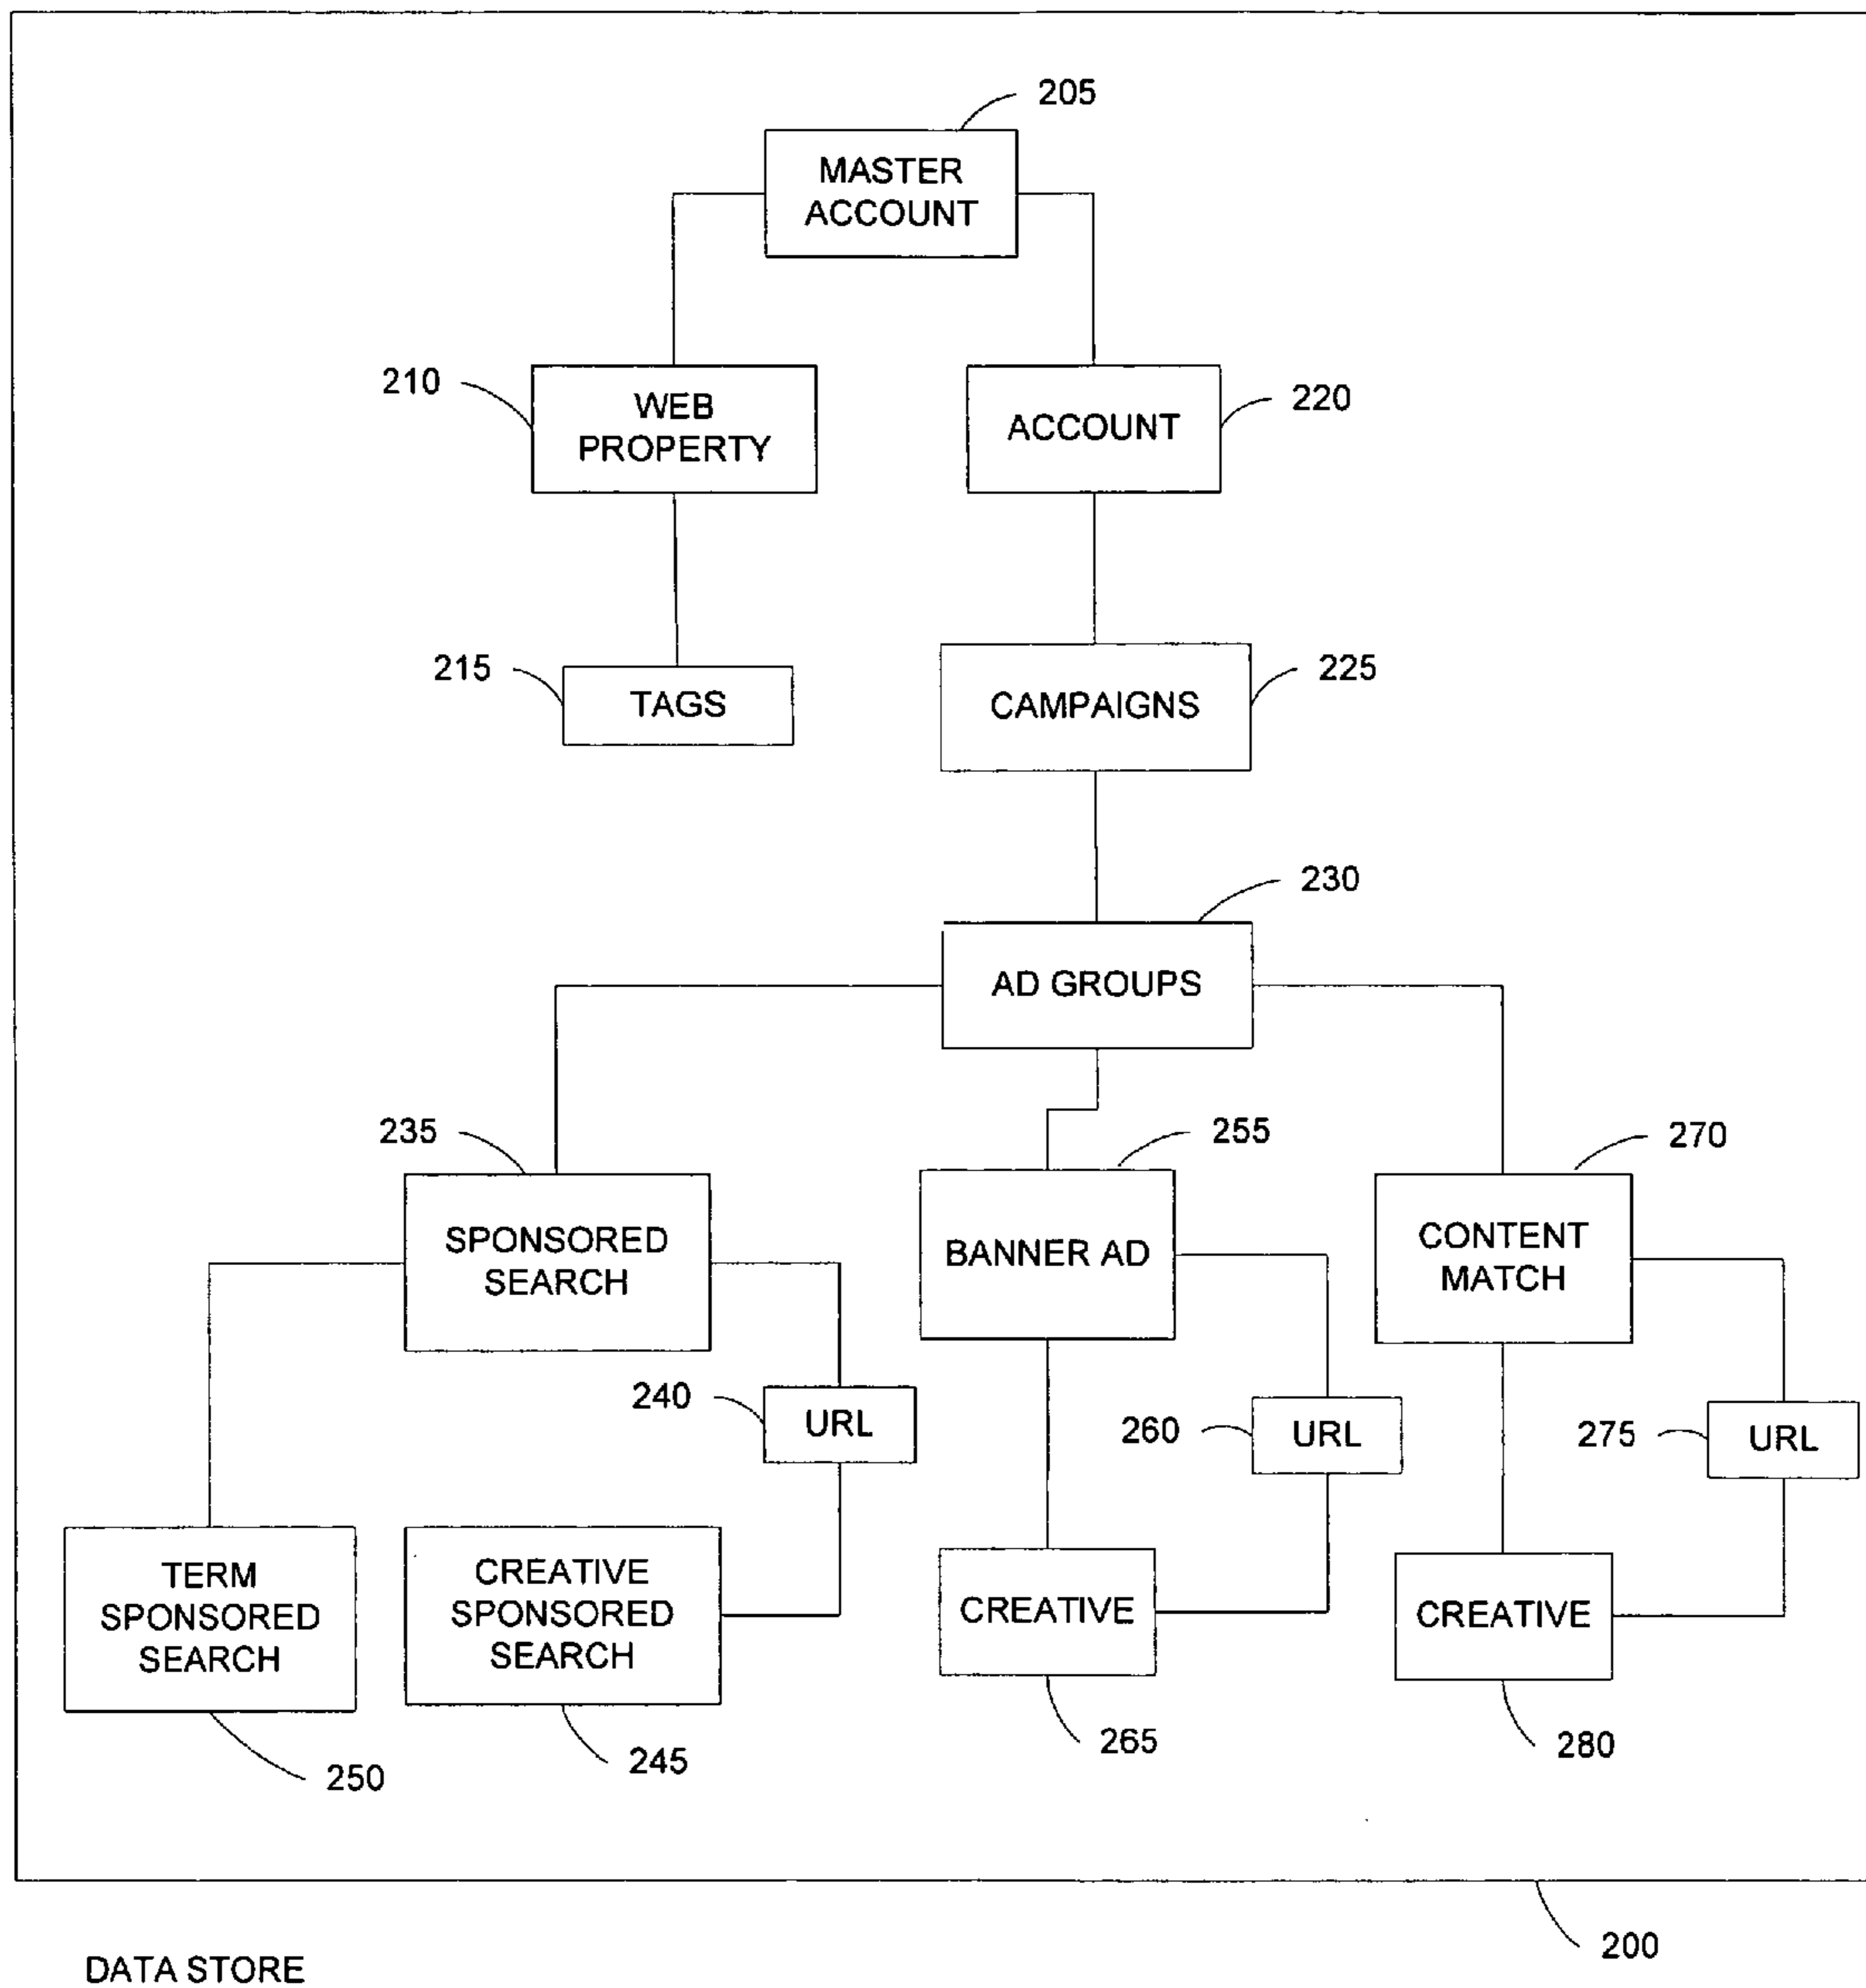 205
MASTER
ACCOUNT
210
WEB
PROPERTY
ACCOUNT
220
215
TAGS
CAMPAIGNS
225
230
AD GROUPS
235
255
270
SPONSORED
SEARCH
BANNER AD
CONTENT
MATCH
240
URL
260
URL
275
URL
TERM
SPONSORED
SEARCH
CREATIVE
SPONSORED
SEARCH
CREATIVE
CREATIVE
250
245
265
280
200
DATA STORE